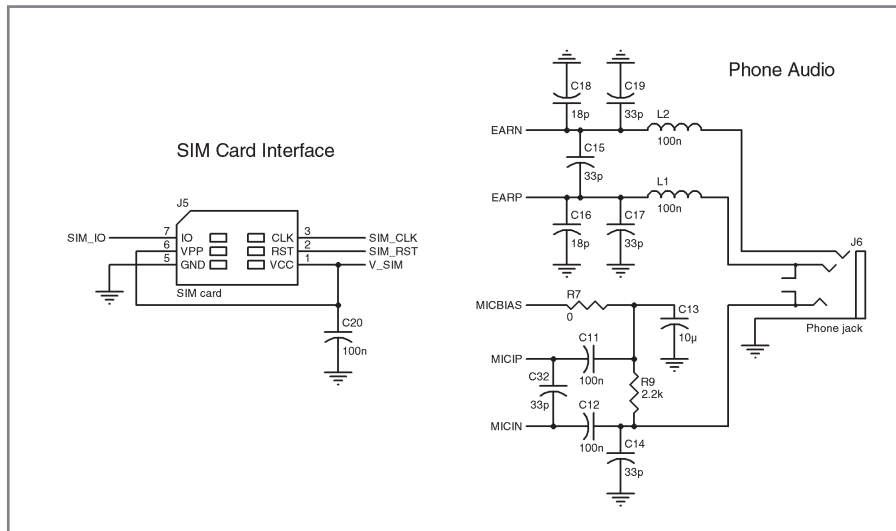 SIM Card Interface
J5
SIM_IO 7 IO CLK 3 SIM_CLK
6 VPP RST 2 SIM_RST
5 GND VCC 1 V_SIM
SIM card
C20
100n
Phone Audio
C18 C19
18p 33p
L2
EARN
100n
C15
33p
L1
EARP
100n
C16 C17
18p 33p
J6
Phone jack
R7
MICBIAS
0
C13
10µ
C11
MICIP
100n
C32
33p
R9
2.2k
C12
MICIN
100n
C14
33p